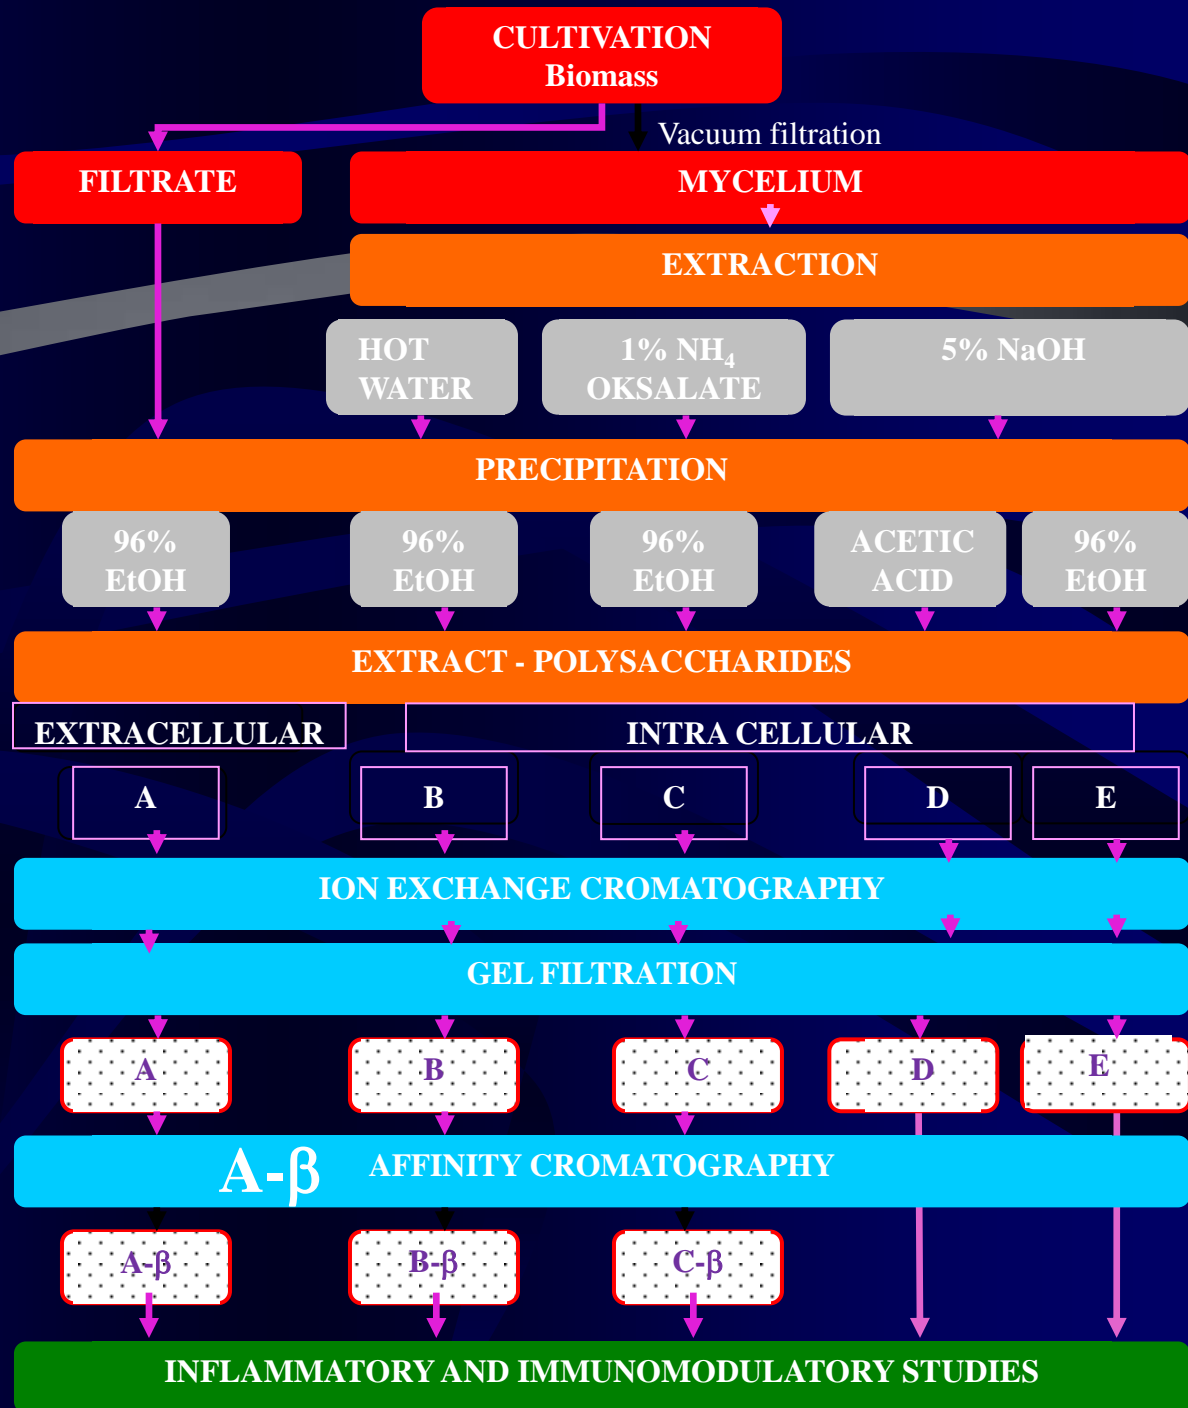 CULTIVATION
Biomass
Vacuum filtration
FILTRATE
MYCELIUM
EXTRACTION
HOT
WATER
1% NH₄
OKSALATE
5% NaOH
PRECIPITATION
96%
EtOH
96%
EtOH
96%
EtOH
ACETIC
ACID
96%
EtOH
EXTRACT - POLYSACCHARIDES
EXTRACELLULAR
INTRA CELLULAR
A
B
C
D
E
ION EXCHANGE CROMATOGRAPHY
GEL FILTRATION
A
B
C
D
E
A-β
AFFINITY CROMATOGRAPHY
A-β
B-β
C-β
INFLAMMATORY AND IMMUNOMODULATORY STUDIES